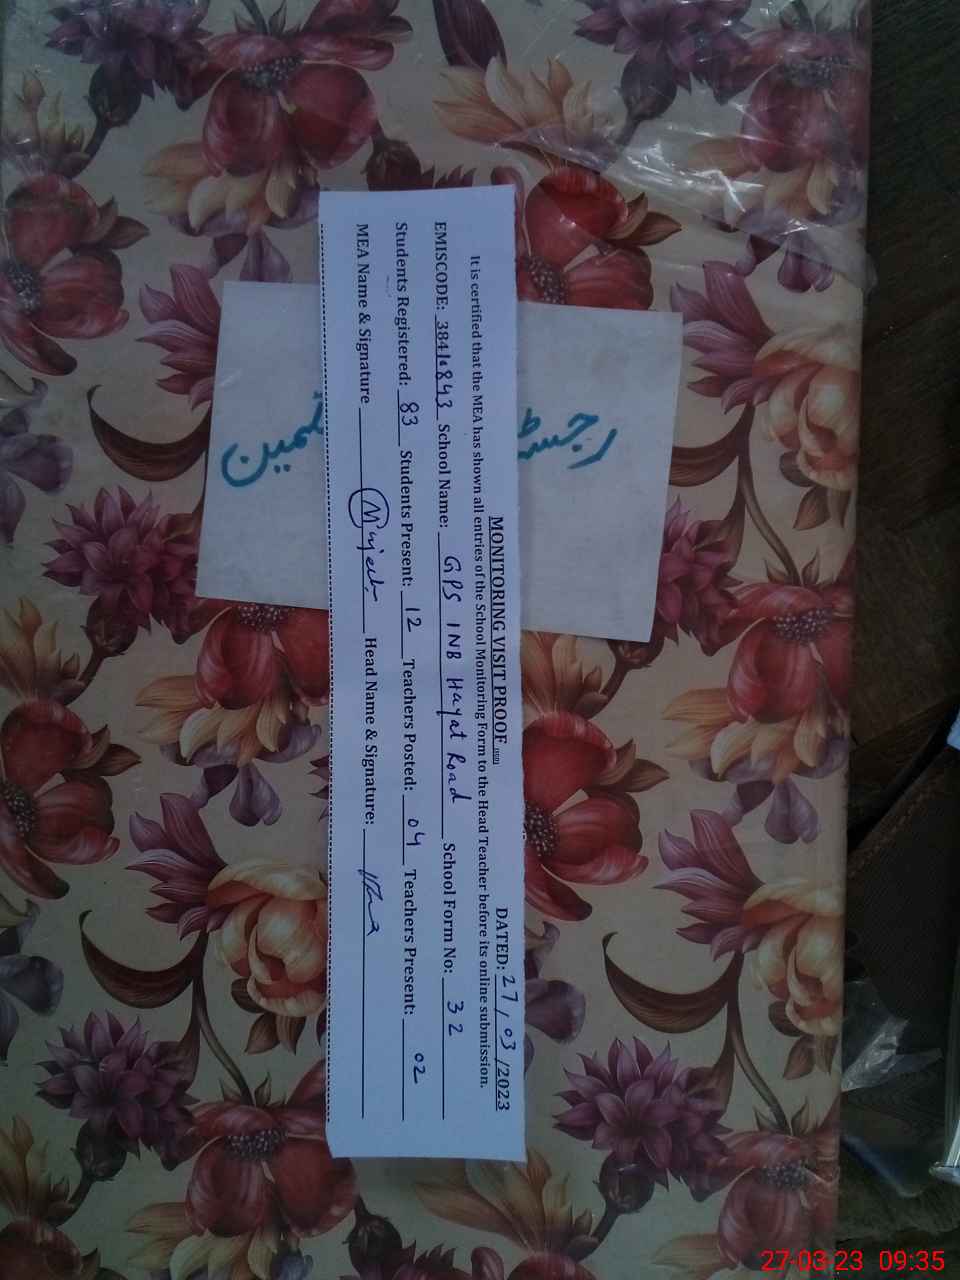 MONITORING VISIT PROOF
DATED: 27/03/2023
It is certified that the MEA has shown all entries of the School Monitoring Form to the Head Teacher before its online submission.
EMISCODE: 38410843 School Name: GPS INB Hayat Road School Form No: 32
Students Registered: 83 Students Present: 12 Teachers Posted: 04 Teachers Present: 02
MEA Name & Signature Head Name & Signature:
27-03-23 09:35